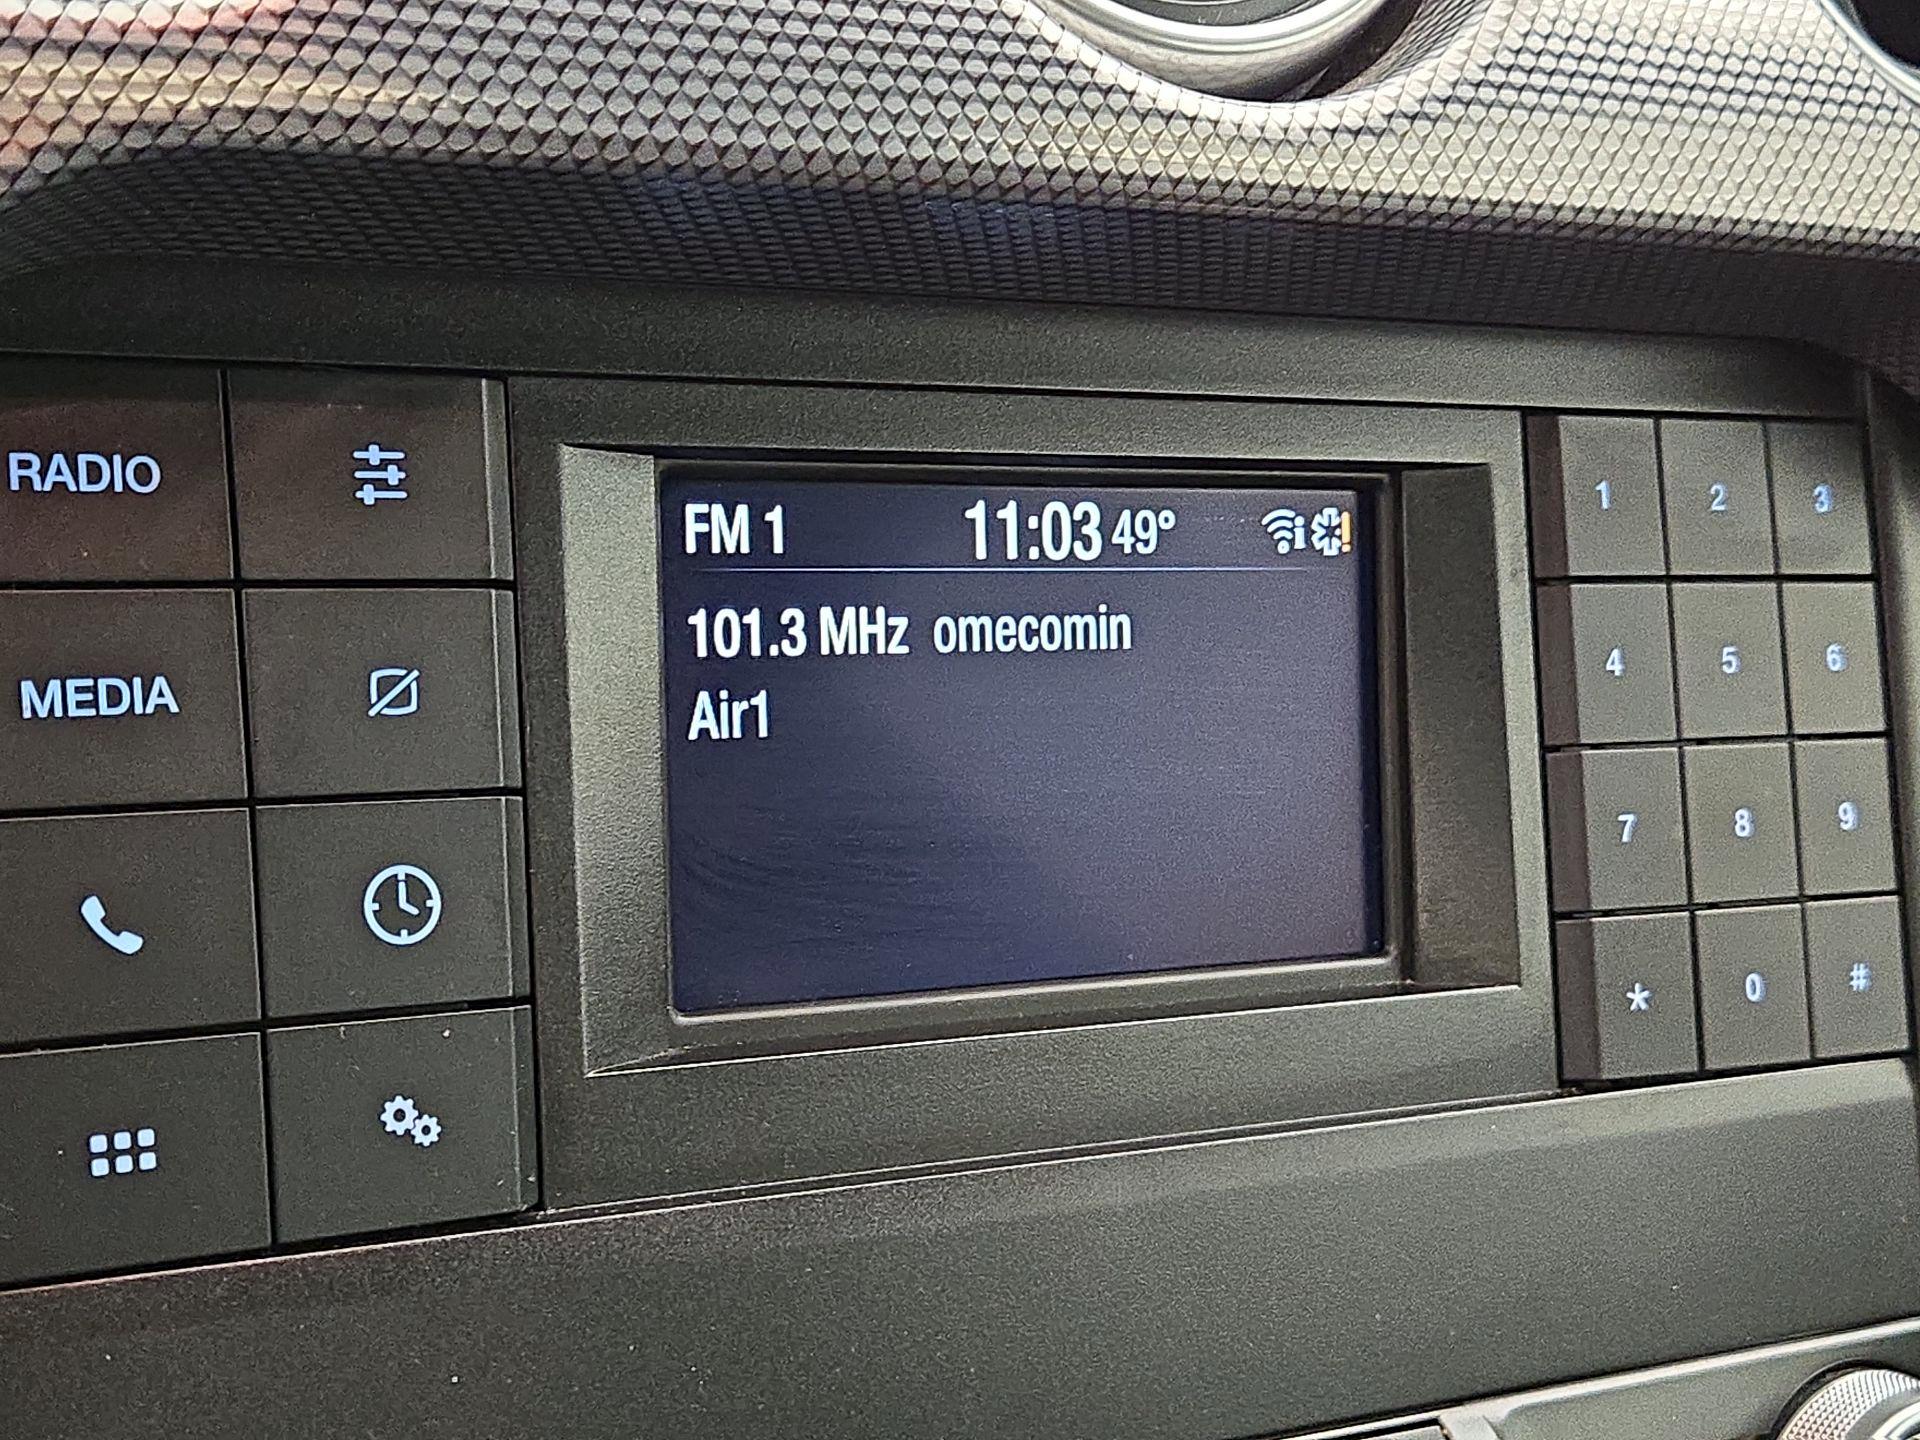 RADIO
MEDIA
FM 1 11:03 49°
101.3 MHz omecomin
Air1
1 2 3
4 5 6
7 8 9
* 0 #